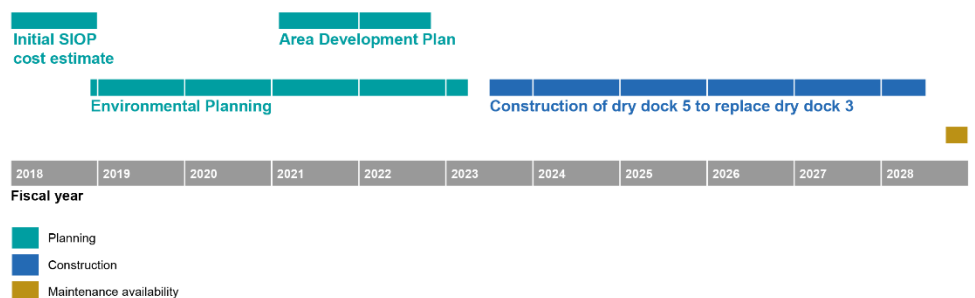 Initial SIOP
cost estimate
Area Development Plan
Environmental Planning
Construction of dry dock 5 to replace dry dock 3
2018 2019 2020 2021 2022 2023 2024 2025 2026 2027 2028
Fiscal year
Planning
Construction
Maintenance availability